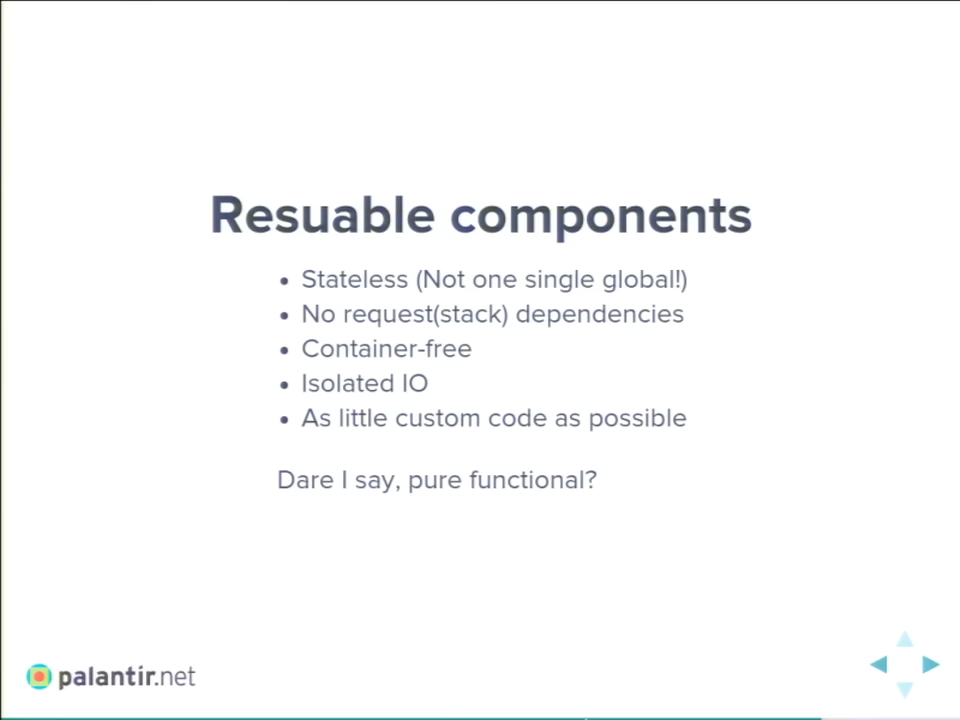 Resuable components
• Stateless (Not one single global!)
• No request(stack) dependencies
• Container-free
• Isolated IO
• As little custom code as possible
Dare I say, pure functional?
palantir.net